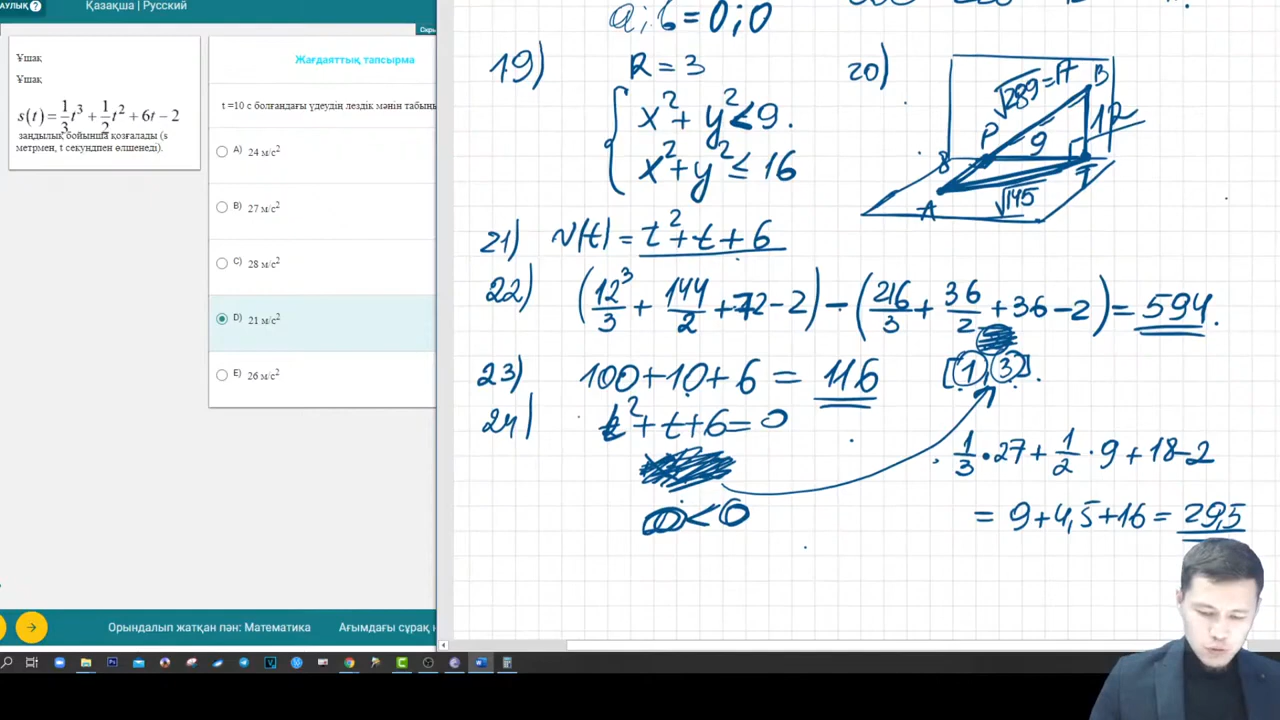 АУЛЫҚ ?
Қазақша | Русский
Ұшақ
Ұшақ
s(t) = 1/3 t³ + 1/2 t² + 6t − 2
заңдылық бойынша қозғалады (s
метрмен, t секундпен өлшенеді).
Жағдаяттық тапсырма
t =10 с болғандағы үдеудің лездік мәнін табыңы
A) 24 м/с²
B) 27 м/с²
C) 28 м/с²
D) 21 м/с²
E) 26 м/с²
Орындалып жатқан пән: Математика
Ағымдағы сұрақ
a; b = 0; 0
19) R = 3
x² + y² < 9.
x² + y² ≤ 16
20)
√289 = 17
B
12
P
9
A
√145
21) v(t) = t² + t + 6
22) (12³/3 + 144/2 + 72 − 2) − (216/3 + 36/2 + 36 − 2) = 594.
23) 100 + 10 + 6 = 116
[1; 3].
24) t² + t + 6 = 0
1/3 · 27 + 1/2 · 9 + 18 − 2
= 9 + 4,5 + 16 = 29,5
D < 0